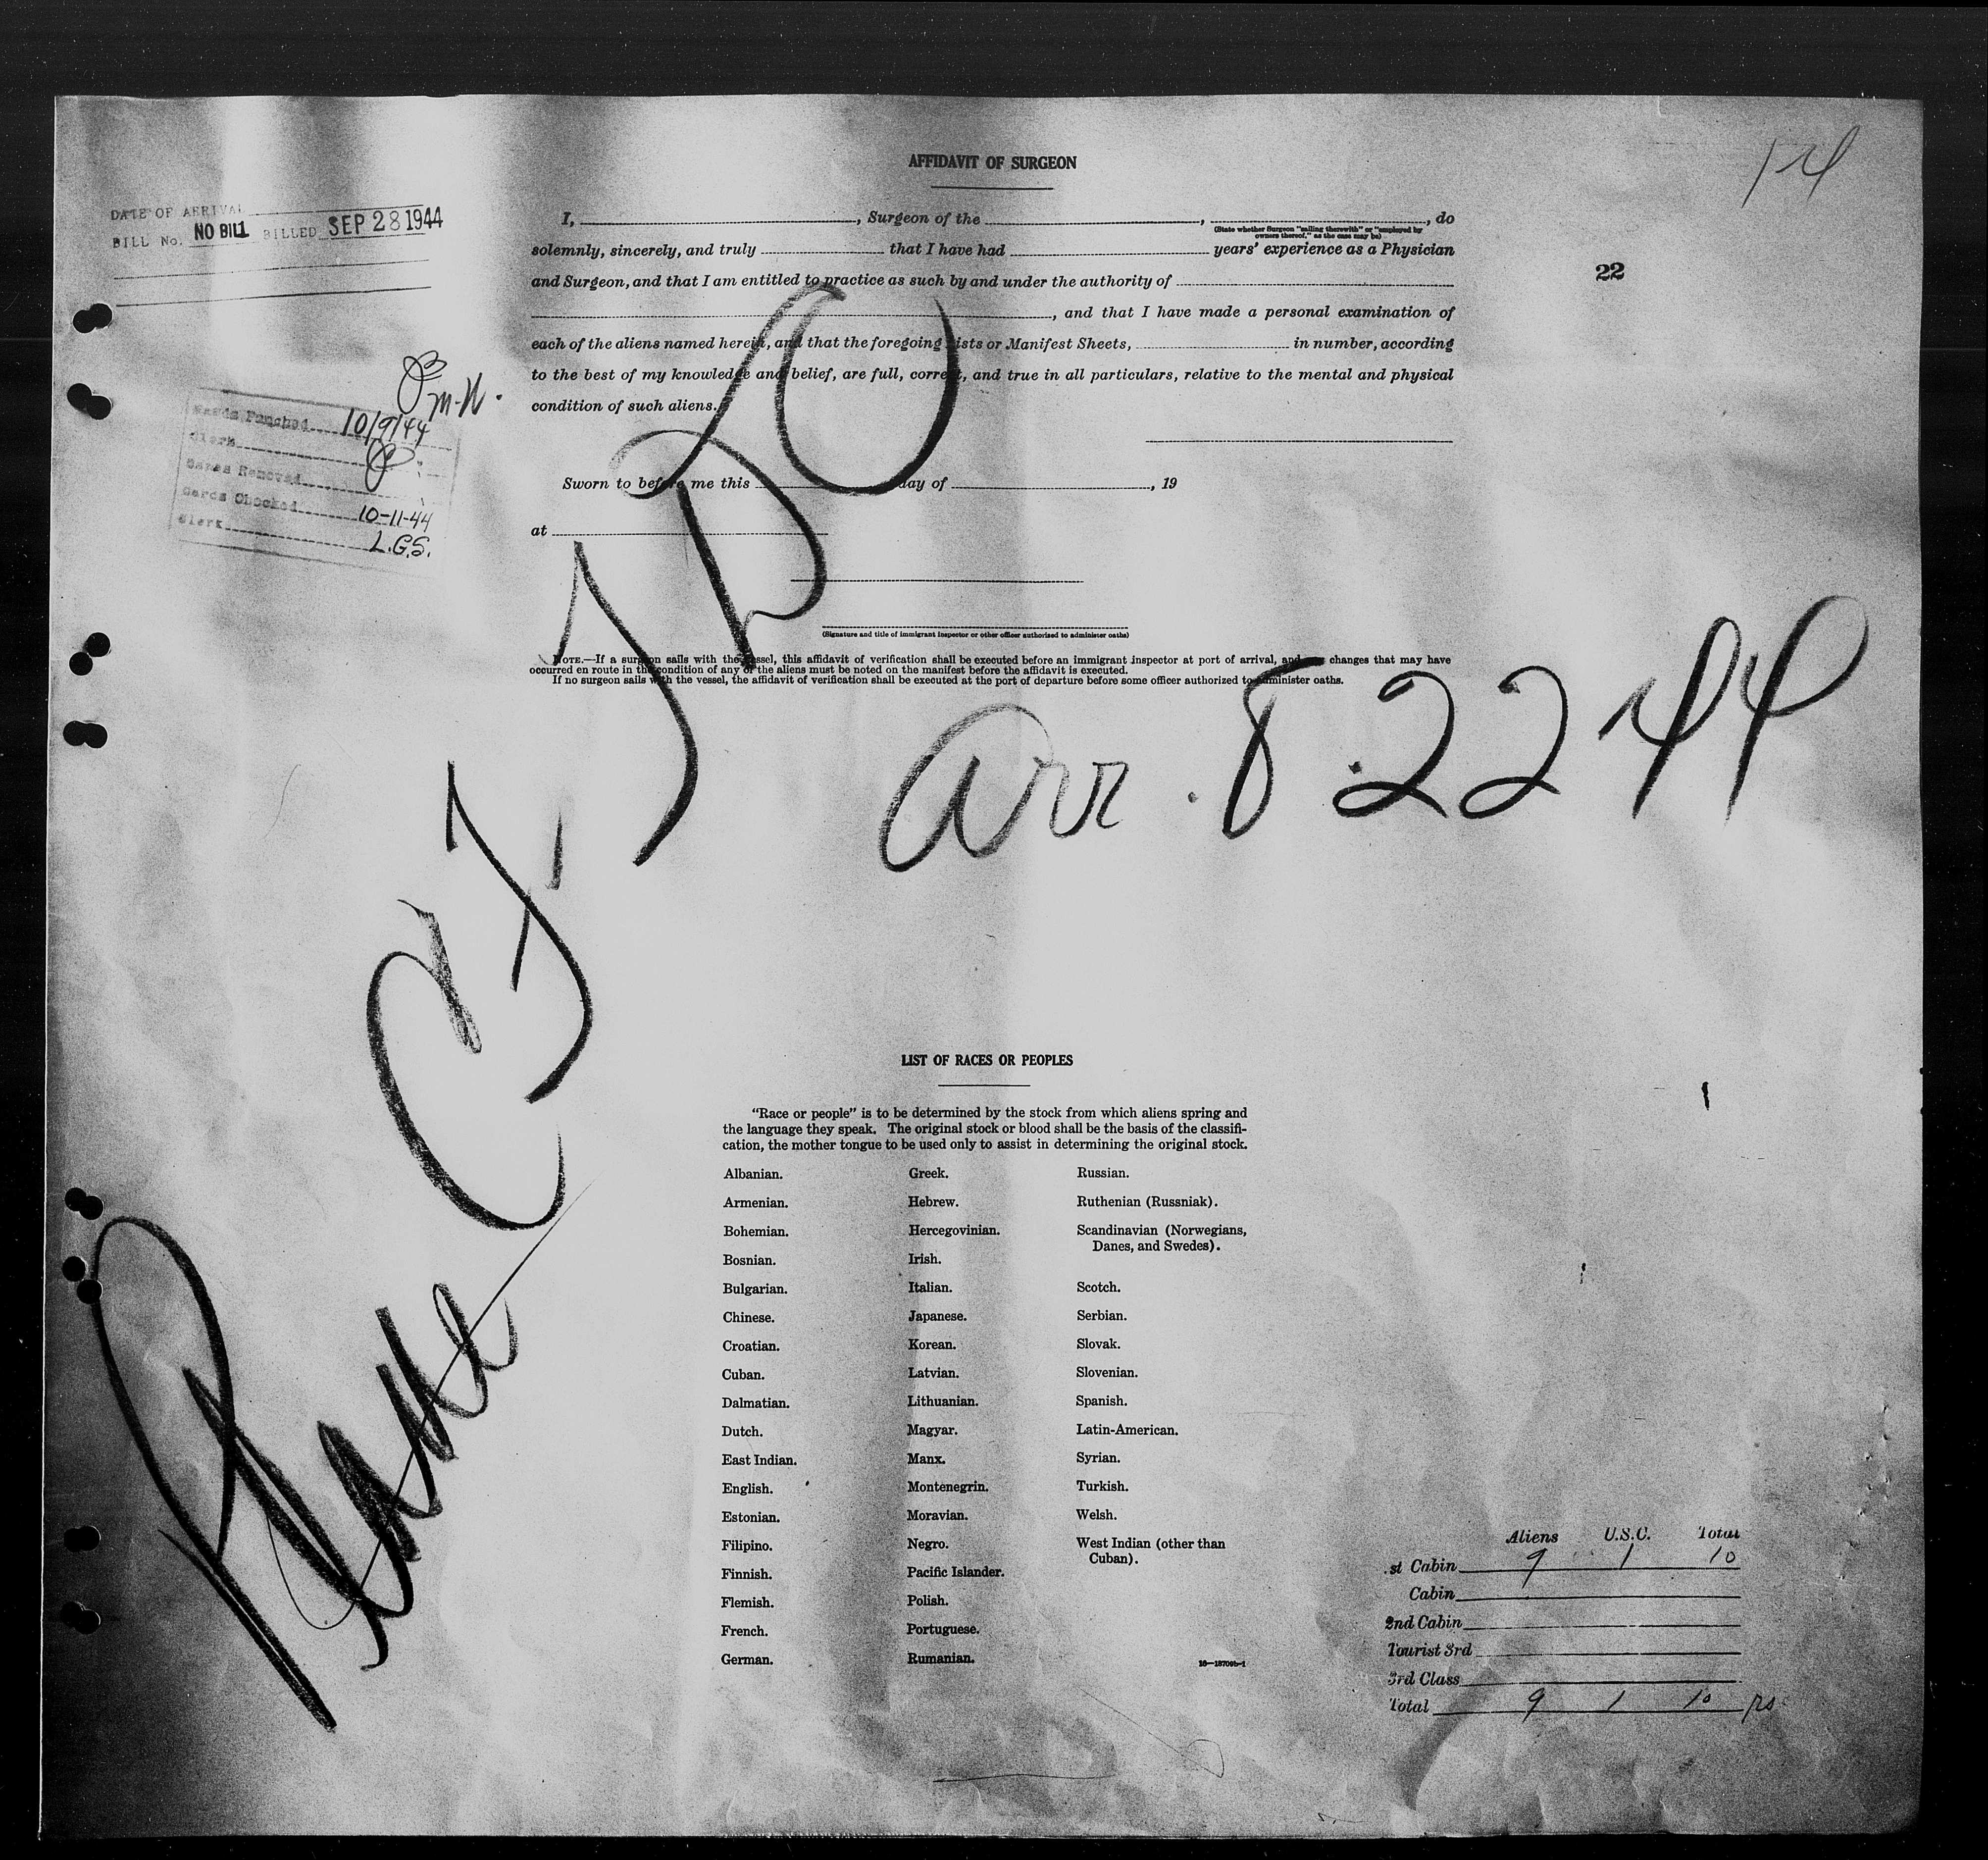 14
AFFIDAVIT OF SURGEON
DATE OF ARRIVAL
BILL No. NO BILL BILLED SEP 28 1944
I, , Surgeon of the , , do
(State whether Surgeon "sailing therewith" or "employed by
owners thereof," as the case may be)
solemnly, sincerely, and truly that I have had years' experience as a Physician
and Surgeon, and that I am entitled to practice as such by and under the authority of
22
, and that I have made a personal examination of
each of the aliens named herein, and that the foregoing Lists or Manifest Sheets, in number, according
to the best of my knowledge and belief, are full, correct, and true in all particulars, relative to the mental and physical
condition of such aliens.
Cards Punched 10/9/44
Clerk
Cards Removed
Cards Checked 10-11-44
Clerk L.G.S.
Sworn to before me this day of , 19
at
(Signature and title of immigrant inspector or other officer authorized to administer oaths)
NOTE.—If a surgeon sails with the vessel, this affidavit of verification shall be executed before an immigrant inspector at port of arrival, and any changes that may have
occurred en route in the condition of any of the aliens must be noted on the manifest before the affidavit is executed.
If no surgeon sails with the vessel, the affidavit of verification shall be executed at the port of departure before some officer authorized to administer oaths.
Plane
arr. 8.22 44
LIST OF RACES OR PEOPLES
"Race or people" is to be determined by the stock from which aliens spring and
the language they speak. The original stock or blood shall be the basis of the classifi-
cation, the mother tongue to be used only to assist in determining the original stock.
Albanian.
Armenian.
Bohemian.
Bosnian.
Bulgarian.
Chinese.
Croatian.
Cuban.
Dalmatian.
Dutch.
East Indian.
English.
Estonian.
Filipino.
Finnish.
Flemish.
French.
German.
Greek.
Hebrew.
Hercegovinian.
Irish.
Italian.
Japanese.
Korean.
Latvian.
Lithuanian.
Magyar.
Manx.
Montenegrin.
Moravian.
Negro.
Pacific Islander.
Polish.
Portuguese.
Rumanian.
Russian.
Ruthenian (Russniak).
Scandinavian (Norwegians,
Danes, and Swedes).
Scotch.
Serbian.
Slovak.
Slovenian.
Spanish.
Latin-American.
Syrian.
Turkish.
Welsh.
West Indian (other than
Cuban).
Aliens U.S.C. Total
st Cabin 9 1 10
Cabin
2nd Cabin
Tourist 3rd
3rd Class
Total 9 1 10